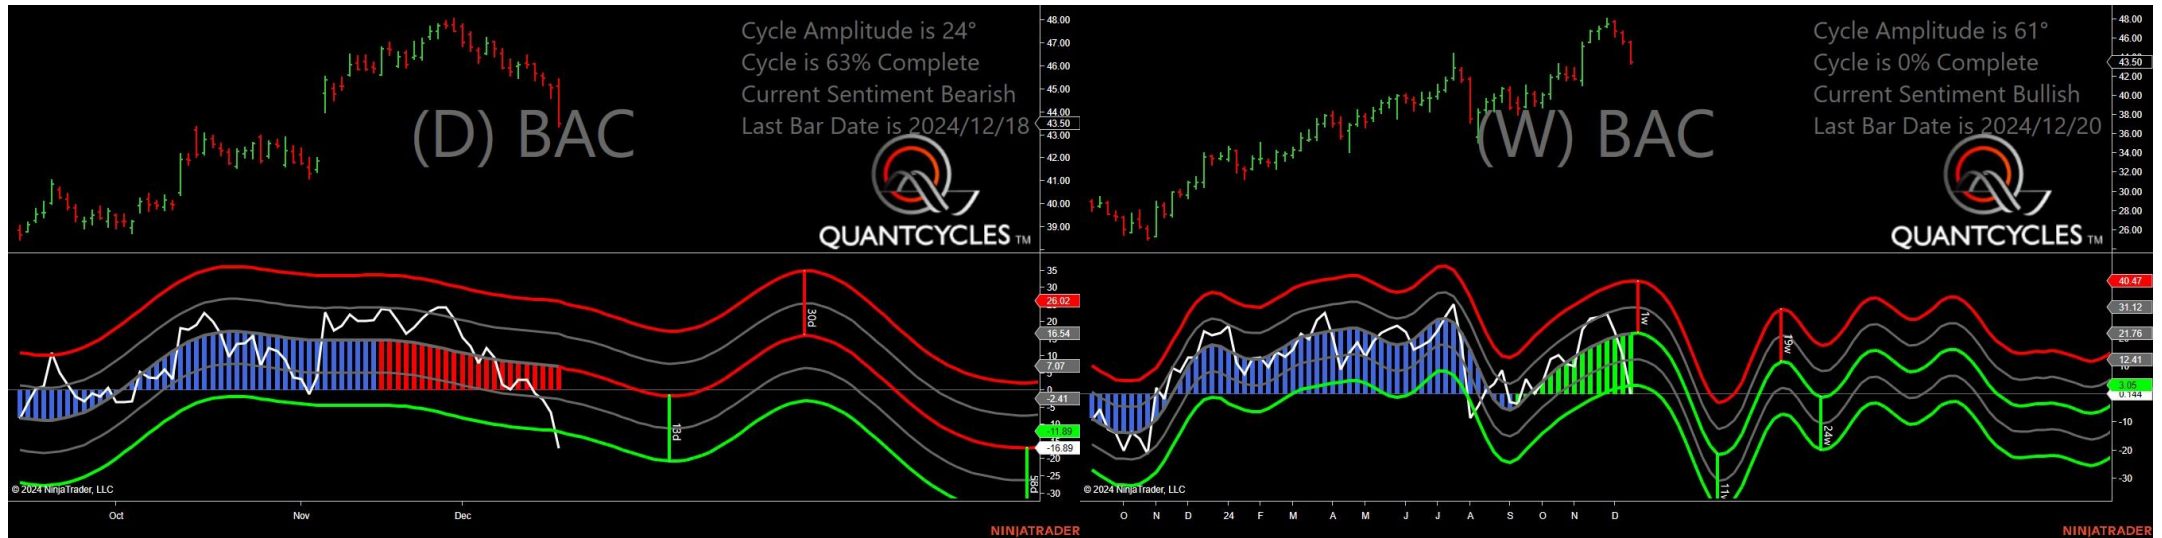 Cycle Amplitude is 24°
Cycle is 63% Complete
Current Sentiment Bearish
Last Bar Date is 2024/12/18
(D) BAC
QUANTCYCLES TM
48.00
47.00
46.00
45.00
44.00
43.50
43.00
42.00
41.00
40.00
39.00
35
30
26.02
20
16.54
10
7.07
5
0
-2.41
-5
-11.89
-16.89
-20
-25
-30
30d
13d
58d
© 2024 NinjaTrader, LLC
Oct
Nov
Dec
NINJATRADER
Cycle Amplitude is 61°
Cycle is 0% Complete
Current Sentiment Bullish
Last Bar Date is 2024/12/20
(W) BAC
QUANTCYCLES TM
48.00
46.00
43.50
42.00
40.00
38.00
36.00
34.00
32.00
30.00
28.00
26.00
40.47
31.12
21.76
12.41
3.05
0.144
-10
-20
-30
1w
11w
19w
24w
© 2024 NinjaTrader, LLC
O N D 24 F M A M J J A S O N D
NINJATRADER